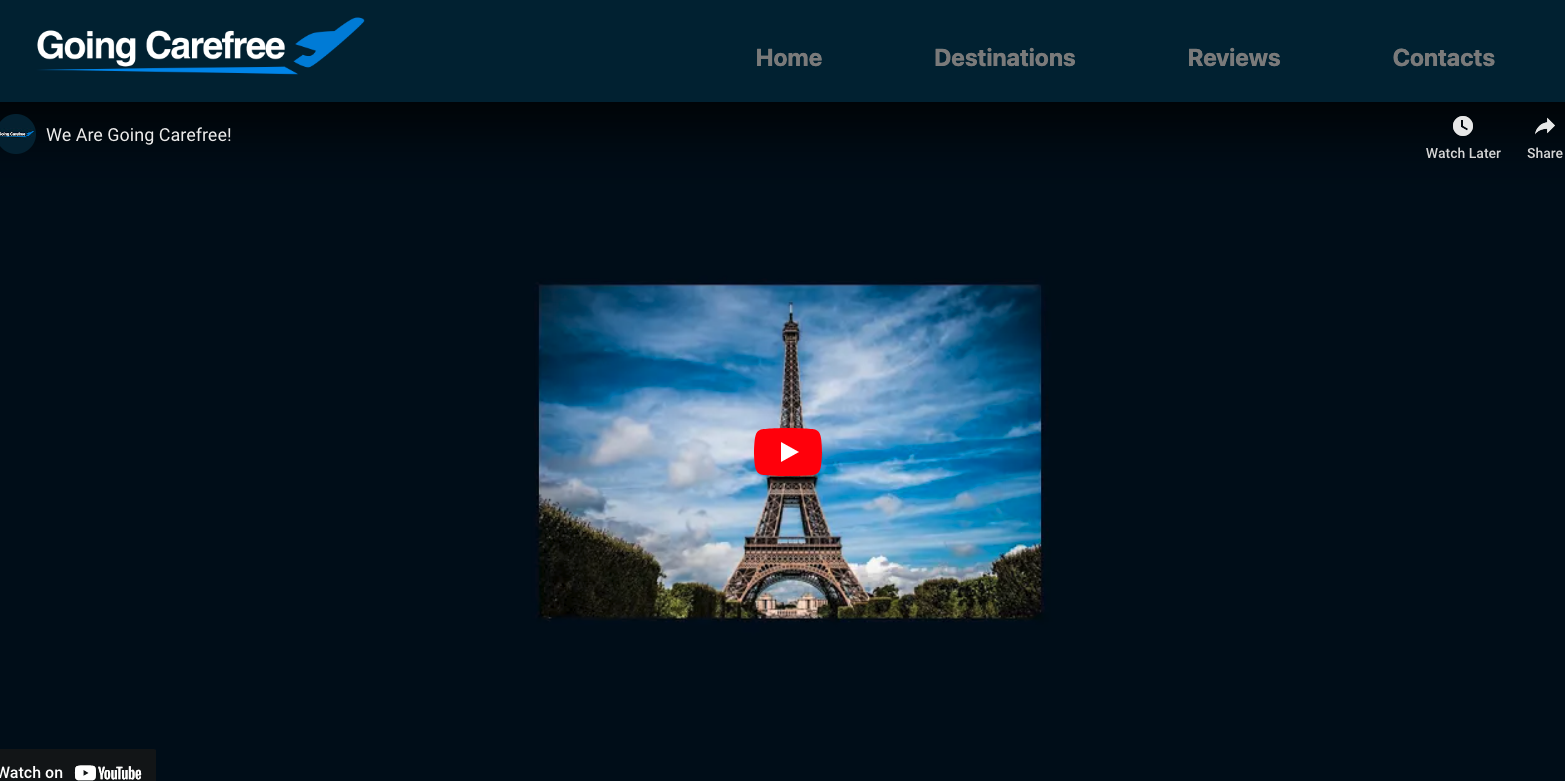 Going Carefree
Home
Destinations
Reviews
Contacts
Going Carefree
We Are Going Carefree!
Watch Later
Share
Watch on YouTube